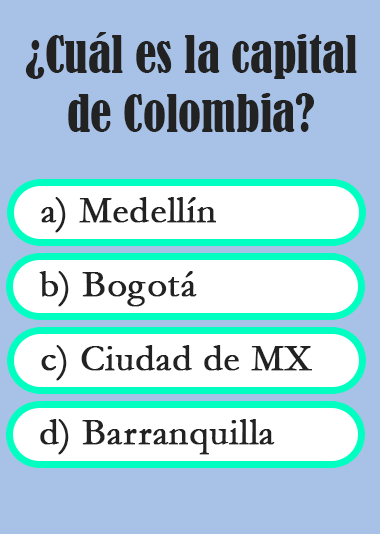 ¿Cuál es la capital
de Colombia?
a) Medellín
b) Bogotá
c) Ciudad de MX
d) Barranquilla